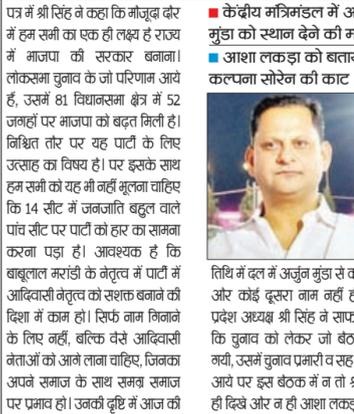 पत्र में श्री सिंह ने कहा कि मौजूदा दौर
में हम सभी का एक ही लक्ष्य है राज्य
में भाजपा की सरकार बनाना।
लोकसभा चुनाव के जो परिणाम आये
हैं, उसमें 81 विधानसभा क्षेत्र में 52
जगहों पर भाजपा को बढ़त मिली है।
निश्चित तौर पर यह पार्टी के लिए
उत्साह का विषय है। पर इसके साथ
हम सभी को यह भी नहीं भूलना चाहिए
कि 14 सीट में जनजाति बहुल वाले
पांच सीट पर पार्टी को हार का सामना
करना पड़ा है। आवश्यक है कि
बाबूलाल मरांडी के नेतृत्व में पार्टी में
आदिवासी नेतृत्व को सशक्त बनाने की
दिशा में काम हो। सिर्फ नाम गिनाने
के लिए नहीं, बल्कि वैसे आदिवासी
नेताओं को आगे लाना चाहिए, जिनका
अपने समाज के साथ समग्र समाज
पर प्रभाव हो। उनकी दृष्टि में आज की
केंद्रीय मंत्रिमंडल में
मुंडा को स्थान देने की
आशा लकड़ा को
कल्पना सोरेन की काट
तिथि में दल में अर्जुन मुंडा से
और कोई दूसरा नाम नहीं
प्रदेश अध्यक्ष श्री सिंह ने
कि चुनाव को लेकर जो
गयी, उसमें चुनाव प्रभारी व सह
आये पर इस बैठक में न तो
ही दिखे और न ही आशा